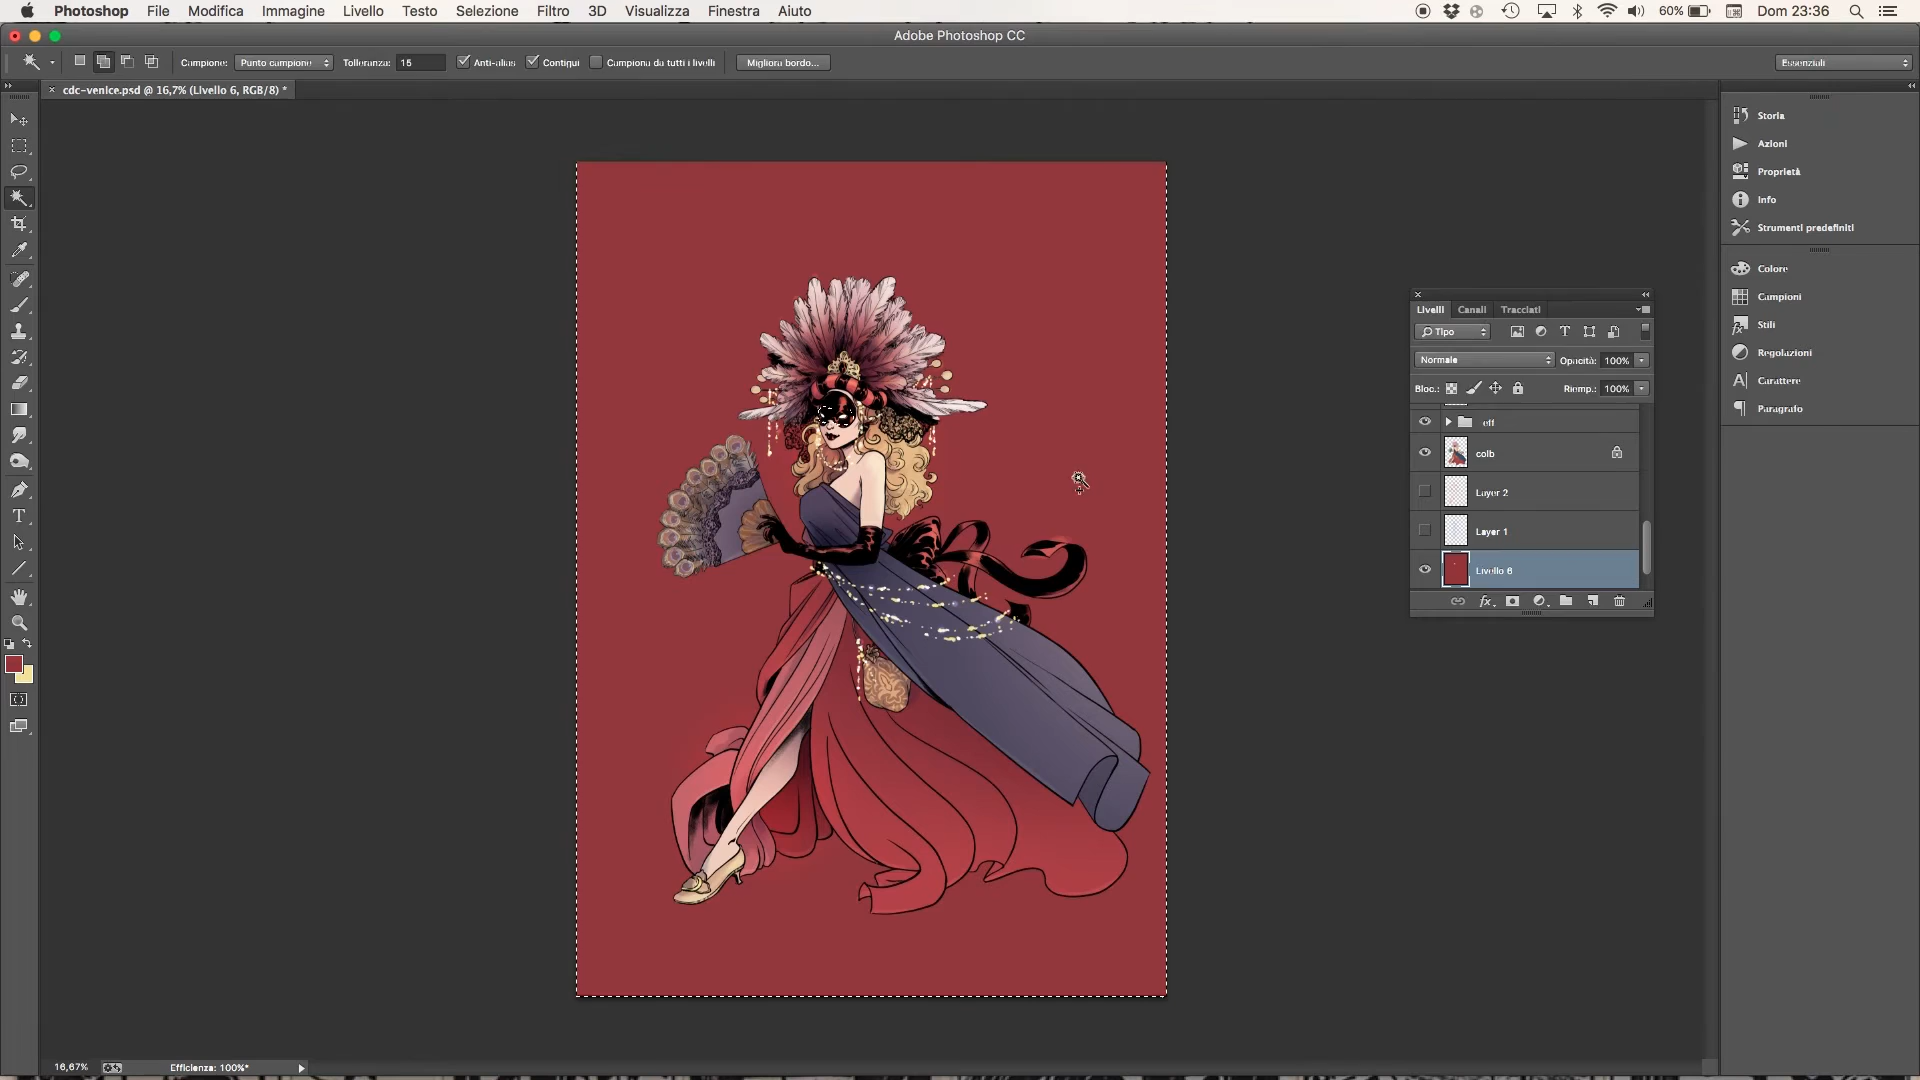 Photoshop File Modifica Immagine Livello Testo Selezione Filtro 3D Visualizza Finestra Aiuto 60% Dom 23:36
Adobe Photoshop CC
Campione: Punto campione Tolleranza: 15 Anti-alias Contigui Campiona da tutti i livelli Migliora bordo... Essenziali
cdc-venice.psd @ 16,7% (Livello 6, RGB/8) *
Storia
Azioni
Proprietà
Info
Strumenti predefiniti
Colore
Campioni
Stili
Regolazioni
Carattere
Paragrafo
Livelli Canali Tracciati
Tipo
Normale Opacità: 100%
Bloc.: Riemp.: 100%
eff
colb
Layer 2
Layer 1
Livello 6
16,67% Efficienza: 100%*